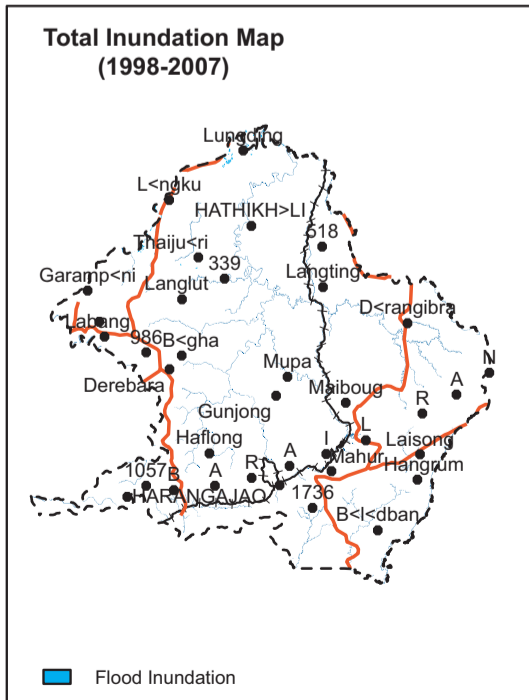 Total Inundation Map
(1998-2007)
Lungding
L<ngku
HATHIKH>LI
518
Thaiju<ri
339
Langting
Garamp<ni
Langlut
D<rangibra
Labang
986
B<gha
Mupa
N
Derebara
Maiboug
A
Gunjong
R
L
Haflong
I
Laisong
A
Mahur
1057
B
A
R
Hangrum
HARANGAJAO
1736
B<l<dban
Flood Inundation